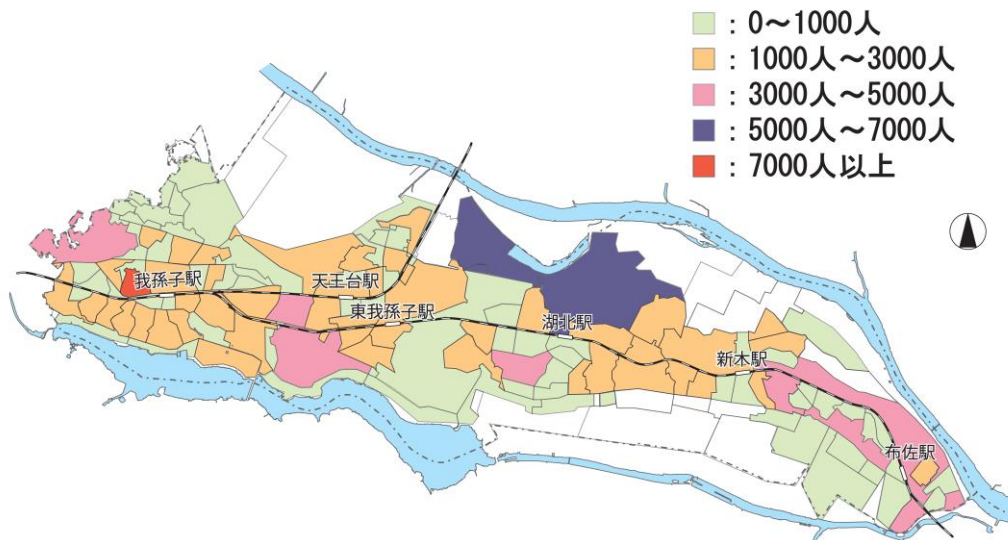 ：0～1000人
：1000人～3000人
：3000人～5000人
：5000人～7000人
：7000人以上
我孫子駅
天王台駅
東我孫子駅
湖北駅
新木駅
布佐駅